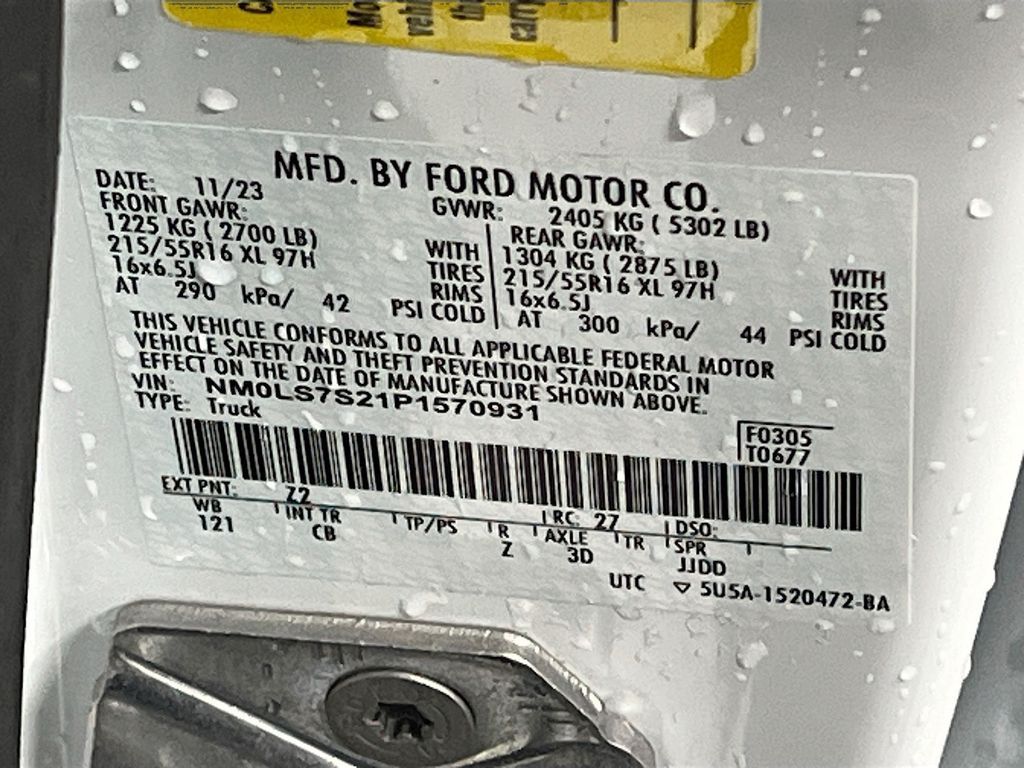 MFD. BY FORD MOTOR CO.
DATE: 11/23 GVWR: 2405 KG ( 5302 LB)
FRONT GAWR: REAR GAWR:
1225 KG ( 2700 LB) WITH 1304 KG ( 2875 LB) WITH
215/55R16 XL 97H TIRES 215/55R16 XL 97H TIRES
16x6.5J RIMS 16x6.5J RIMS
AT 290 kPa/ 42 PSI COLD AT 300 kPa/ 44 PSI COLD
THIS VEHICLE CONFORMS TO ALL APPLICABLE FEDERAL MOTOR
VEHICLE SAFETY AND THEFT PREVENTION STANDARDS IN
EFFECT ON THE DATE OF MANUFACTURE SHOWN ABOVE.
VIN: NM0LS7S21P1570931
TYPE: Truck
F0305
T0677
EXT PNT: Z2 RC: 27 DSO:
WB INT TR TP/PS R AXLE TR SPR
121 CB Z 3D JJDD
UTC ▽ 5U5A-1520472-BA